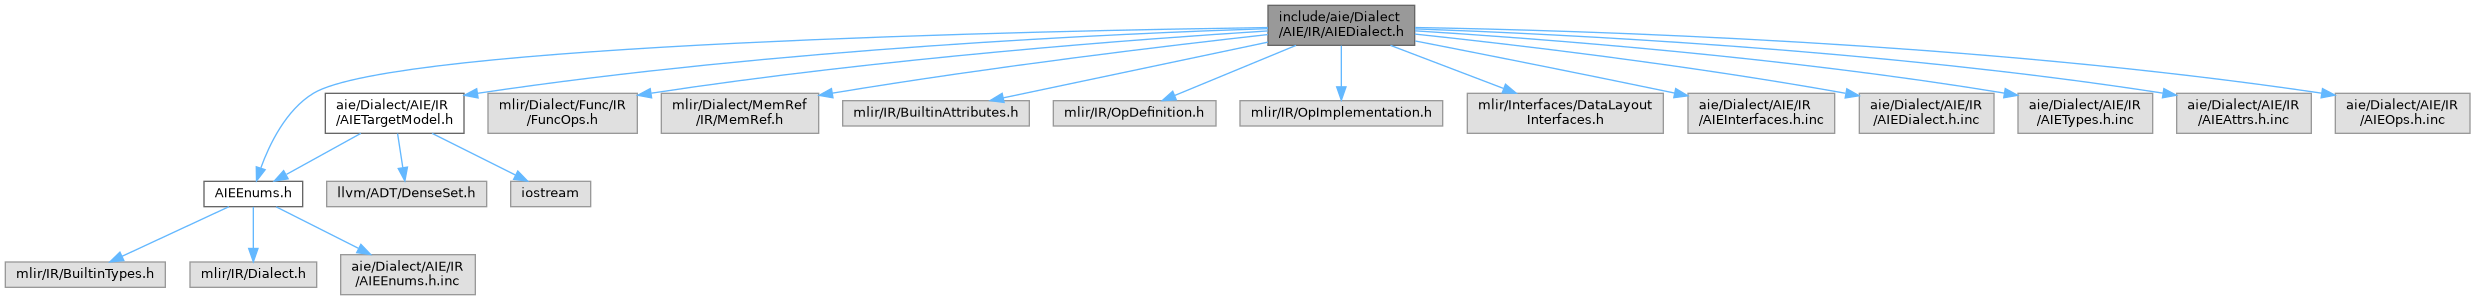 include/aie/Dialect
/AIE/IR/AIEDialect.h
aie/Dialect/AIE/IR
/AIETargetModel.h
mlir/Dialect/Func/IR
/FuncOps.h
mlir/Dialect/MemRef
/IR/MemRef.h
mlir/IR/BuiltinAttributes.h
mlir/IR/OpDefinition.h
mlir/IR/OpImplementation.h
mlir/Interfaces/DataLayout
Interfaces.h
aie/Dialect/AIE/IR
/AIEInterfaces.h.inc
aie/Dialect/AIE/IR
/AIEDialect.h.inc
aie/Dialect/AIE/IR
/AIETypes.h.inc
aie/Dialect/AIE/IR
/AIEAttrs.h.inc
aie/Dialect/AIE/IR
/AIEOps.h.inc
AIEEnums.h
llvm/ADT/DenseSet.h
iostream
mlir/IR/BuiltinTypes.h
mlir/IR/Dialect.h
aie/Dialect/AIE/IR
/AIEEnums.h.inc